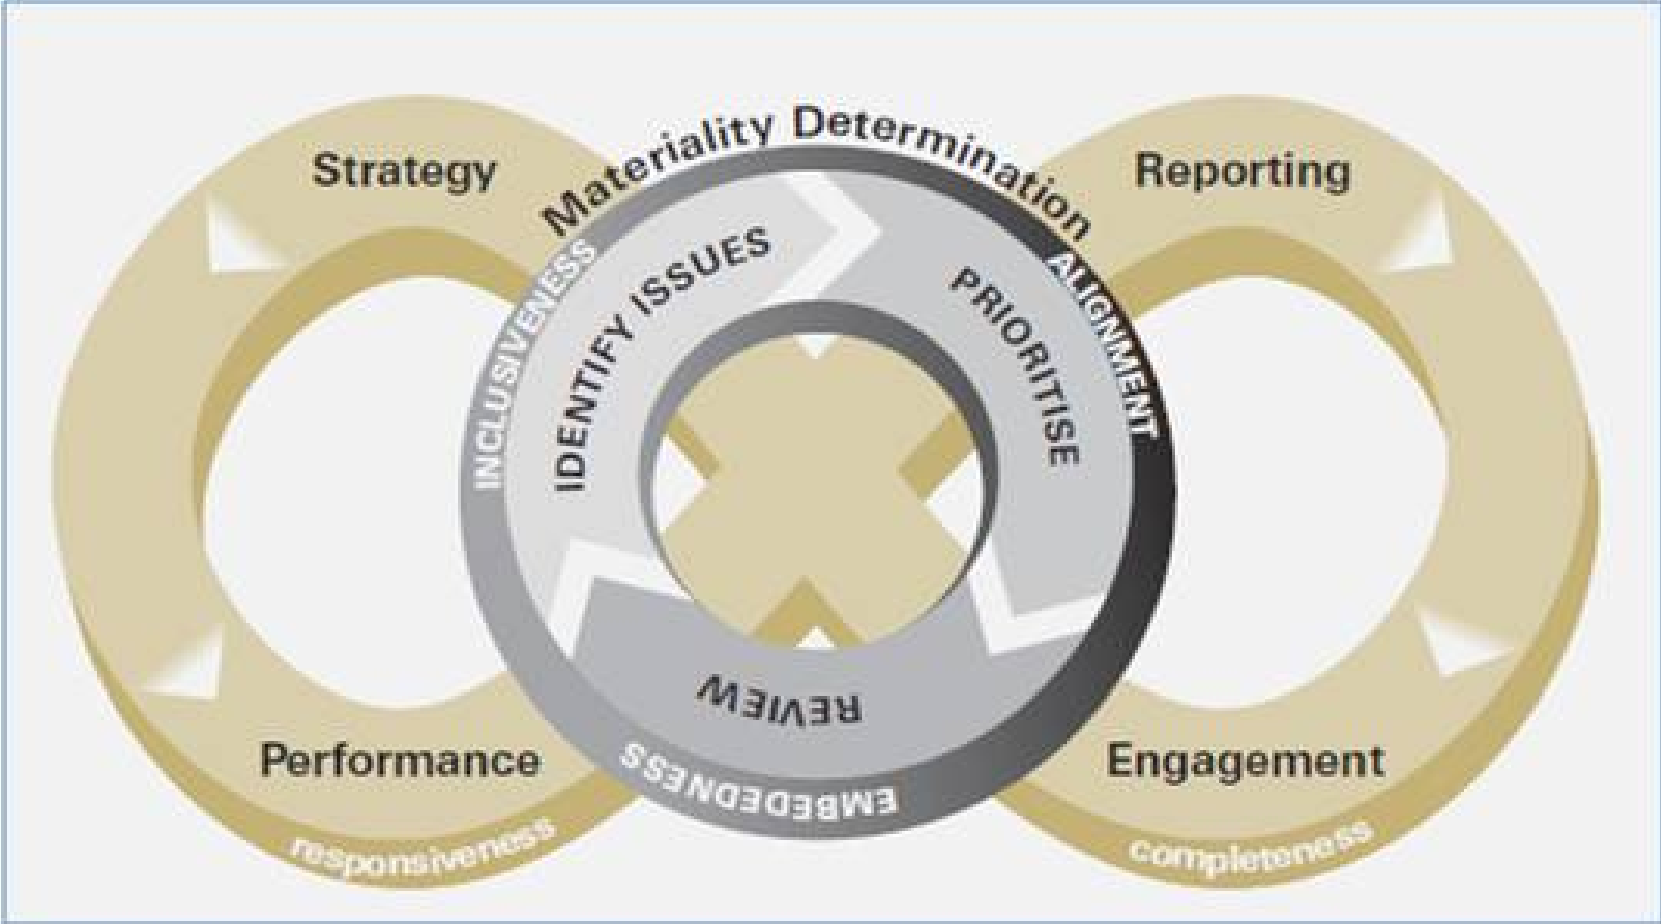 Materiality Determination
Strategy
Reporting
INCLUSIVENESS
IDENTIFY ISSUES
PRIORITISE
ALIGNMENT
REVIEW
EMBEDEDNESS
Performance
Engagement
responsiveness
completeness